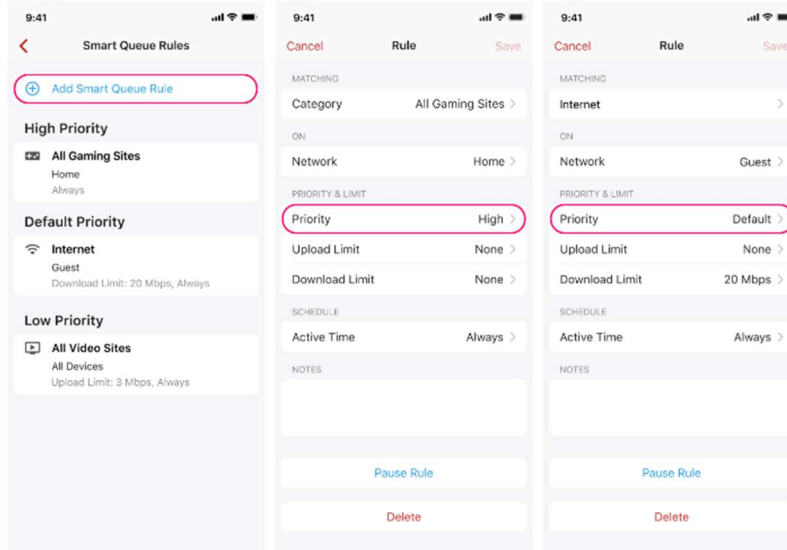 9:41
Smart Queue Rules
Add Smart Queue Rule
High Priority
All Gaming Sites
Home
Always
Default Priority
Internet
Guest
Download Limit: 20 Mbps, Always
Low Priority
All Video Sites
All Devices
Upload Limit: 3 Mbps, Always
9:41
Cancel Rule Save
MATCHING
Category All Gaming Sites
ON
Network Home
PRIORITY & LIMIT
Priority High
Upload Limit None
Download Limit None
SCHEDULE
Active Time Always
NOTES
Pause Rule
Delete
9:41
Cancel Rule Save
MATCHING
Internet
ON
Network Guest
PRIORITY & LIMIT
Priority Default
Upload Limit None
Download Limit 20 Mbps
SCHEDULE
Active Time Always
NOTES
Pause Rule
Delete